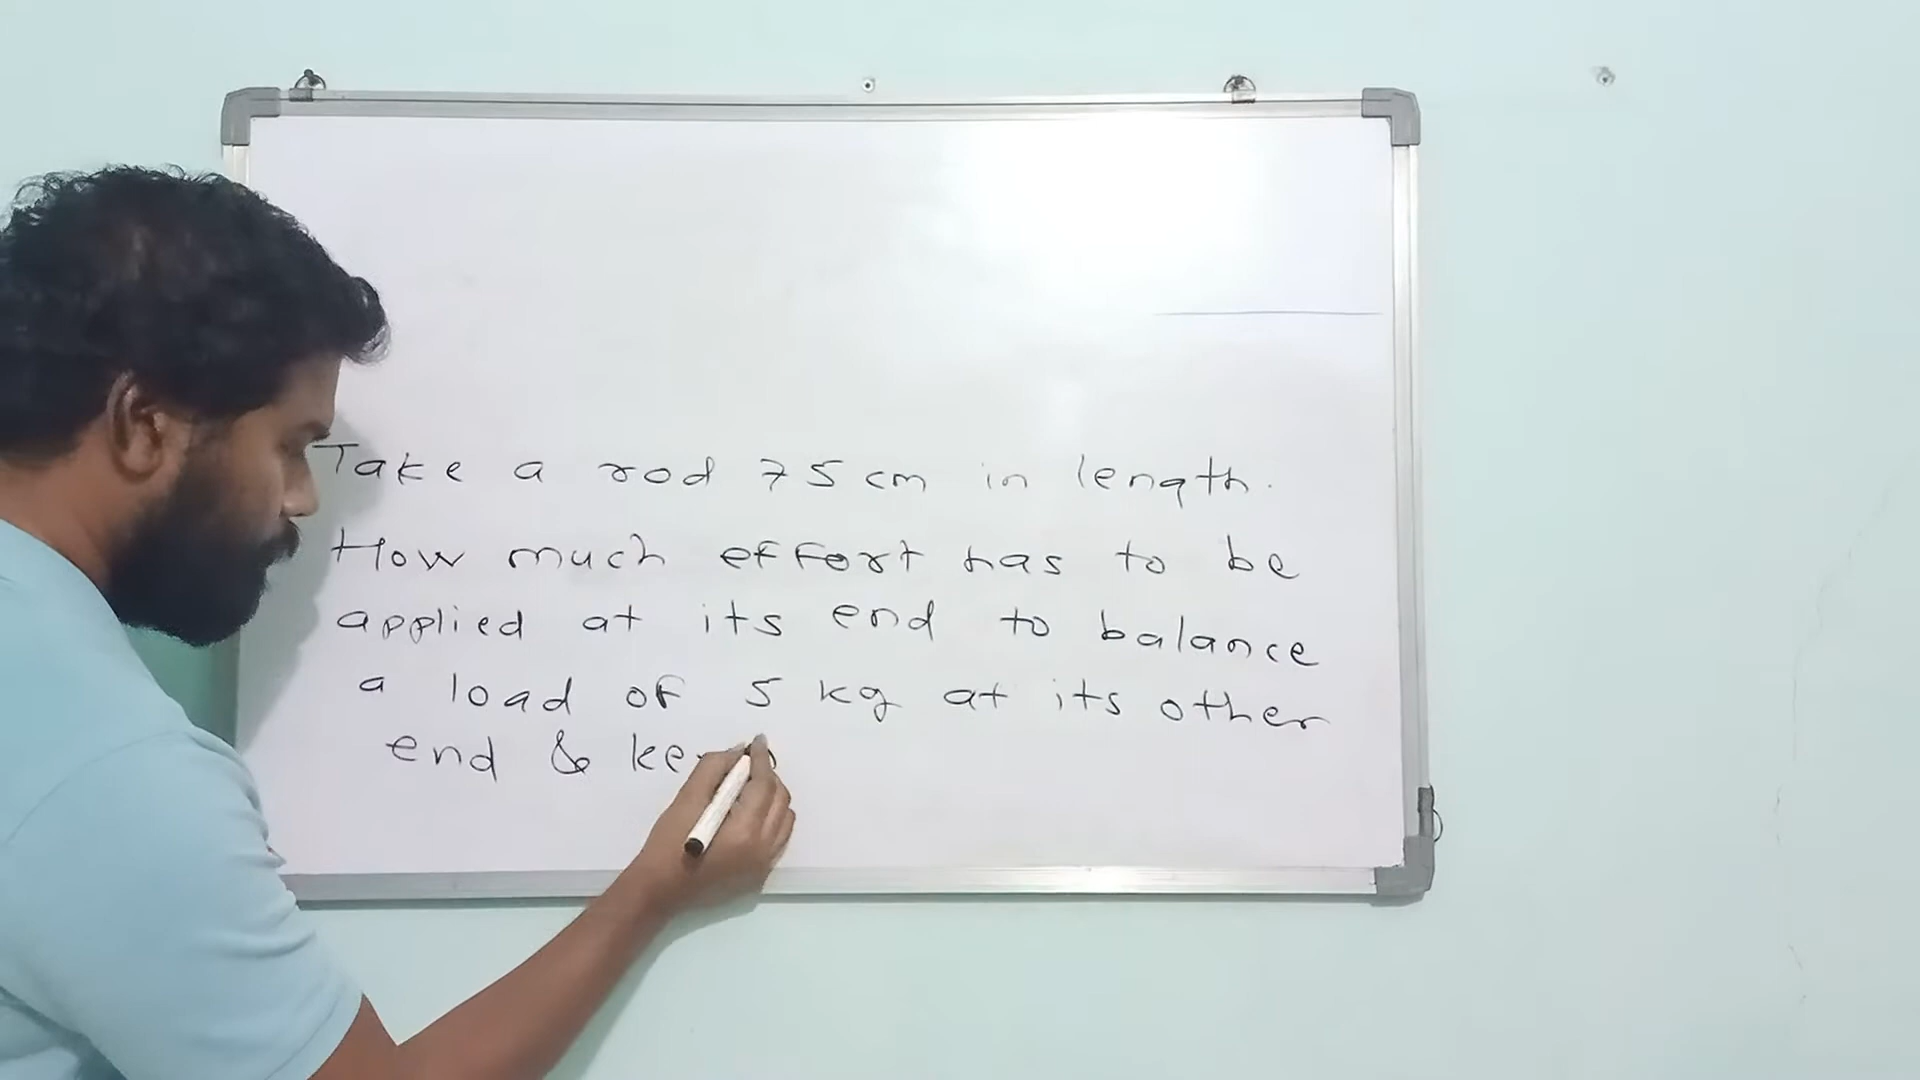 Take a rod 75 cm in length.
How much effort has to be
applied at its end to balance
a load of 5 kg at its other
end &